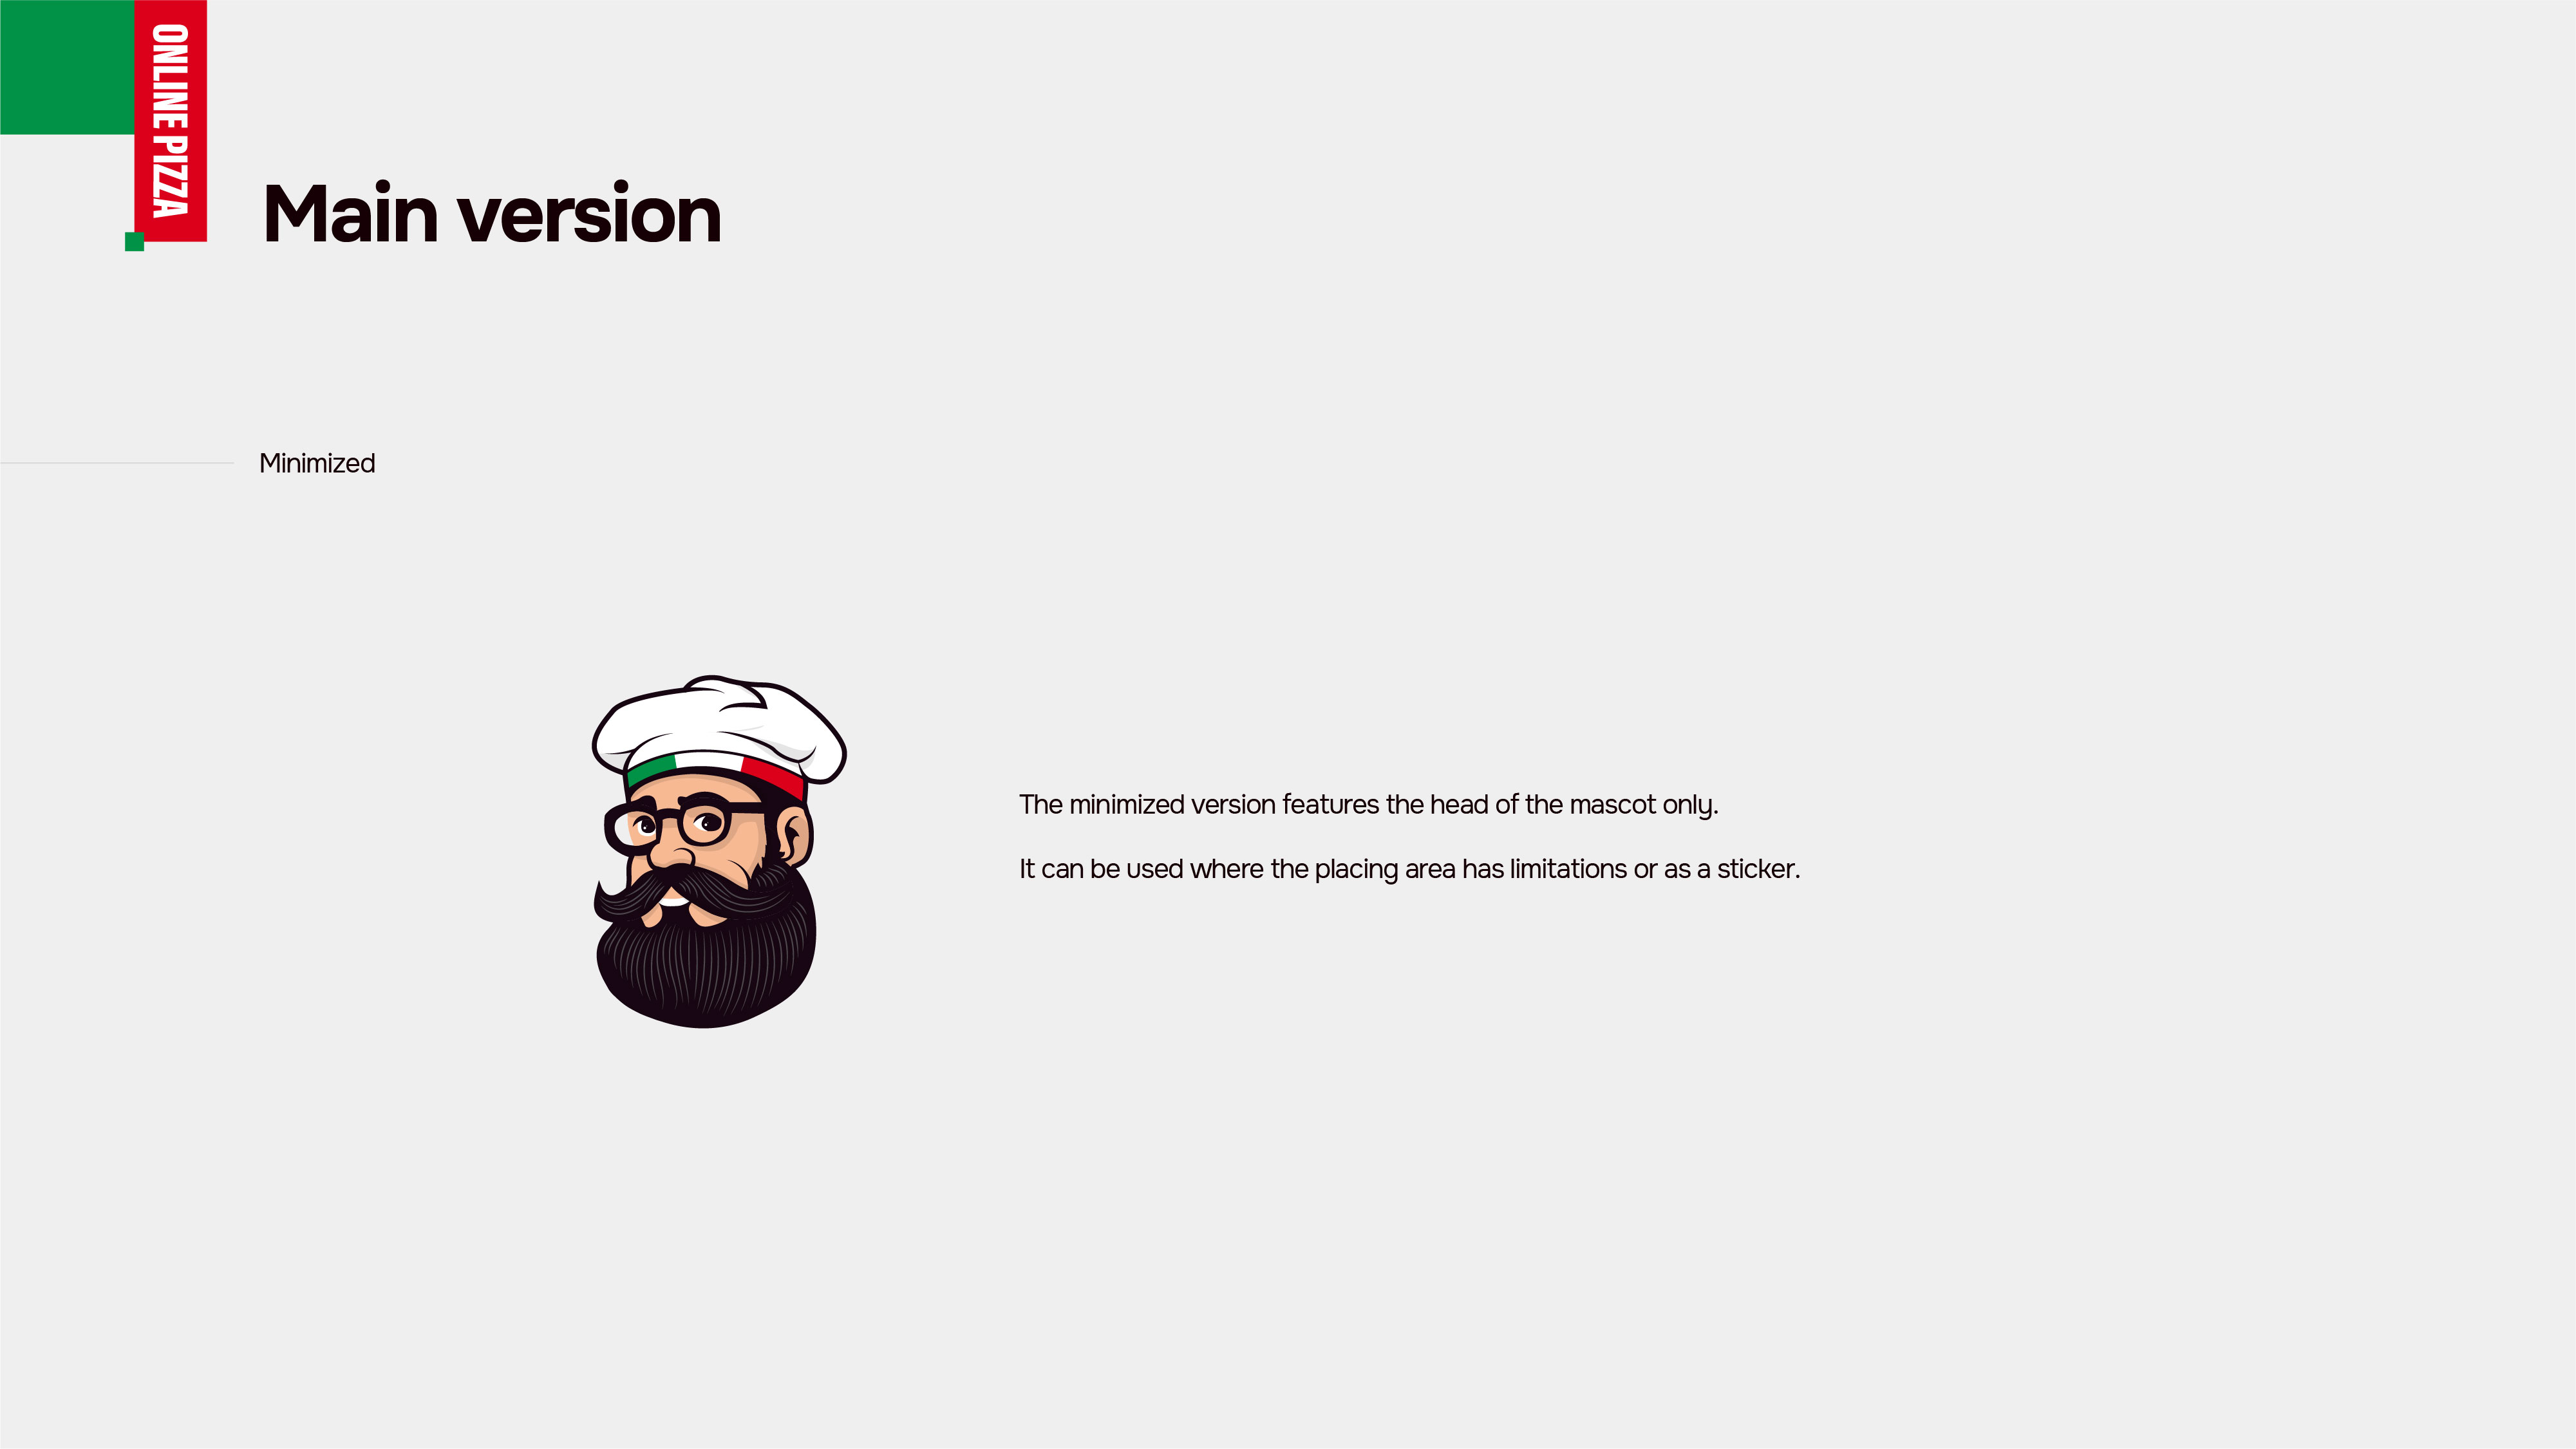 ONLINE PIZZA
Main version
Minimized
The minimized version features the head of the mascot only.
It can be used where the placing area has limitations or as a sticker.